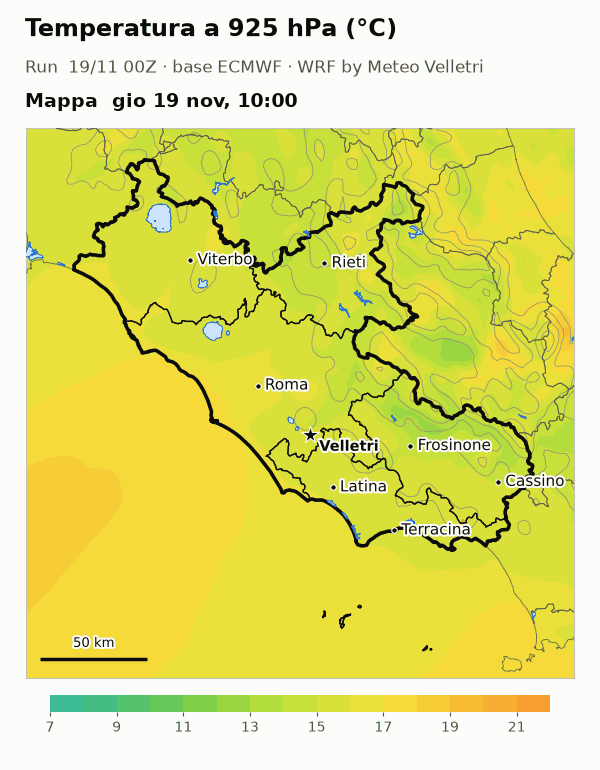 Temperatura a 925 hPa (°C)
Run 19/11 00Z · base ECMWF · WRF by Meteo Velletri
Mappa gio 19 nov, 10:00
Viterbo
Rieti
Roma
Velletri
Frosinone
Cassino
Latina
Terracina
50 km
7 9 11 13 15 17 19 21